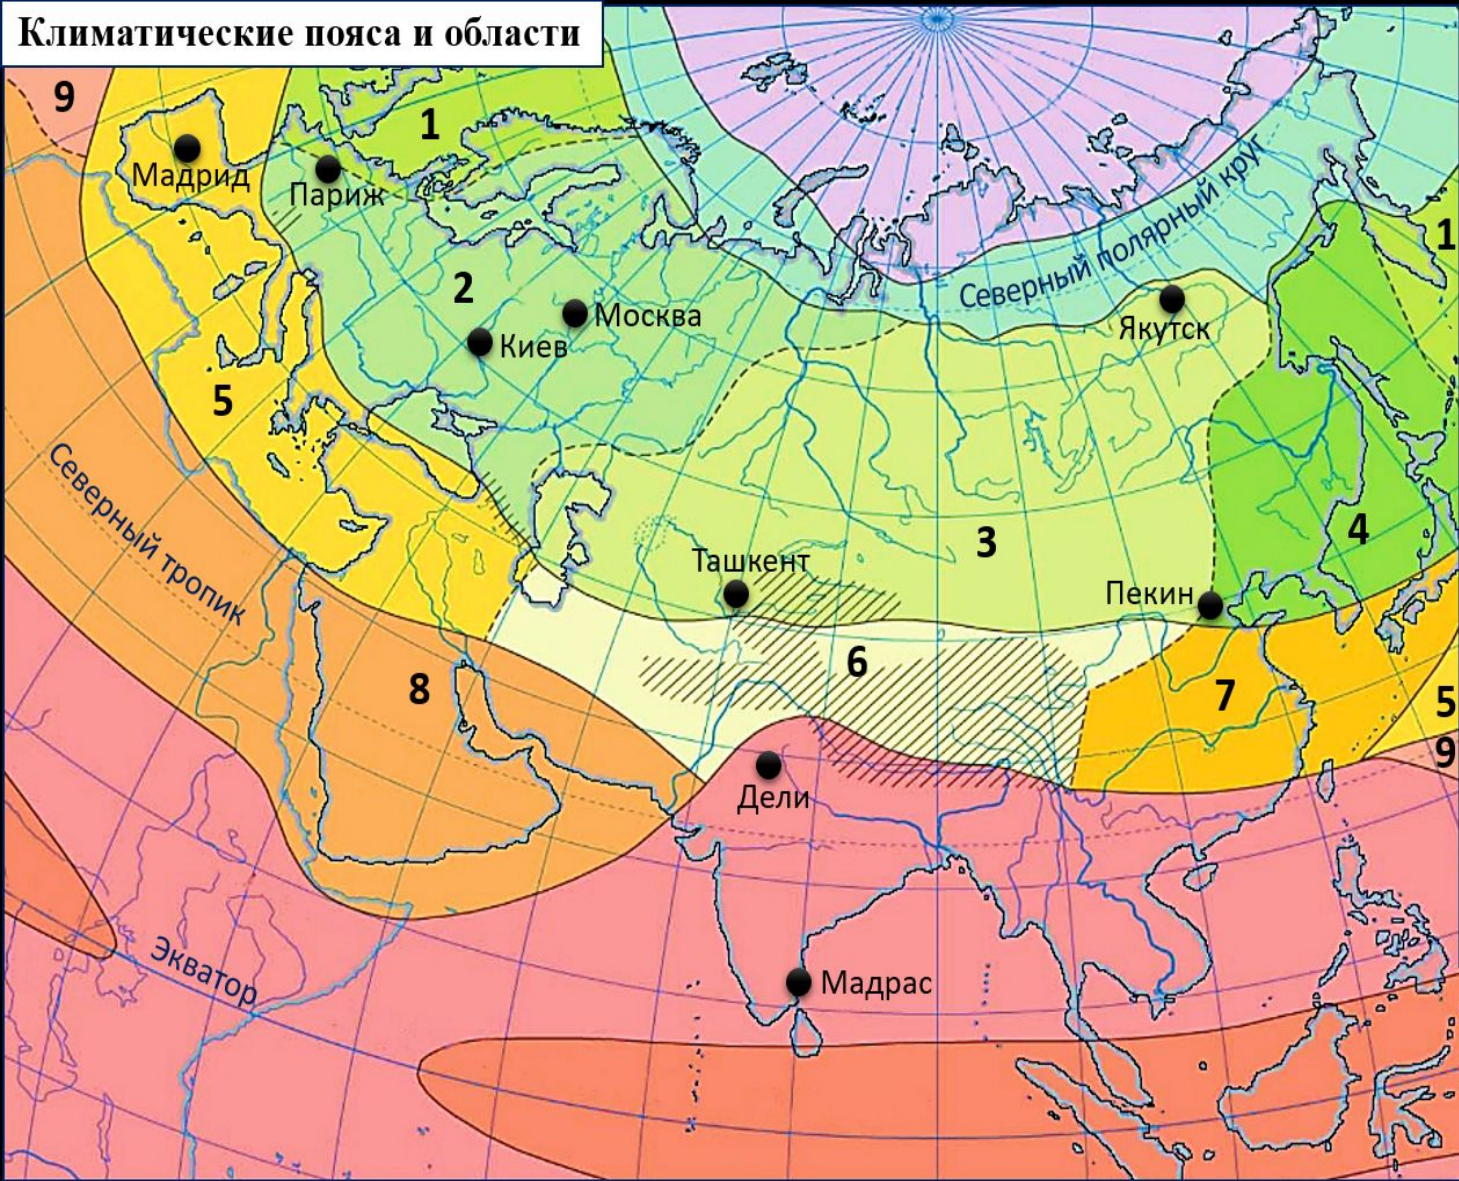 Климатические пояса и области
9
1
Мадрид
Париж
Северный полярный круг
1
2
Москва
Якутск
Киев
5
Северный тропик
3
4
Ташкент
Пекин
6
8
7
5
9
Дели
Экватор
Мадрас